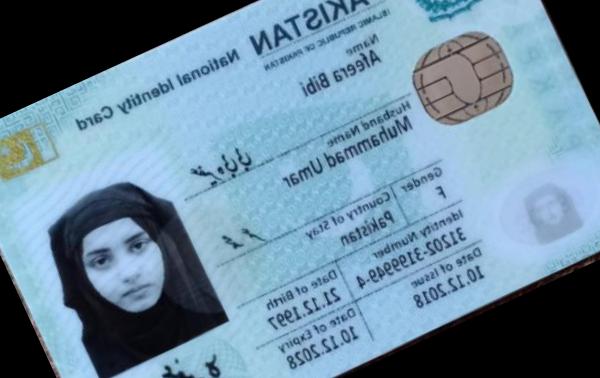 PAKISTAN National Identity Card
ISLAMIC REPUBLIC OF PAKISTAN
Name
Afeera Bibi
Husband Name
Muhammad Umar
Gender
F
Country of Stay
Pakistan
Identity Number
31202-3199949-4
Date of Birth
21.12.1997
Date of Issue
10.12.2018
Date of Expiry
10.12.2028